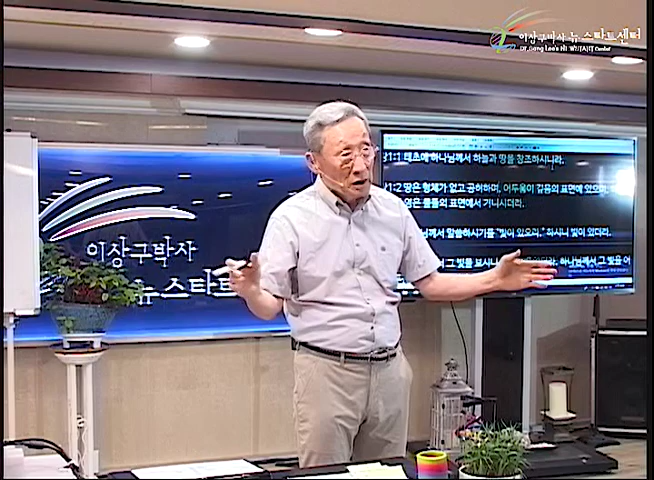 이상구박사 뉴 스타트 센터
Dr. Sang Lee's NEWSTART Center
1:1 태초에 하나님께서 하늘과 땅을 창조하시니라.
1:2 땅은 형체가 없고 공허하며, 어두움이 깊음의 표면에 있으며,
영은 물들의 표면에서 거니시더라.
께서 말씀하시기를 "빛이 있으라." 하시니 빛이 있더라.
그 빛을 보시니 하나님께서 그 빛을 어
이상구박사
뉴 스타트